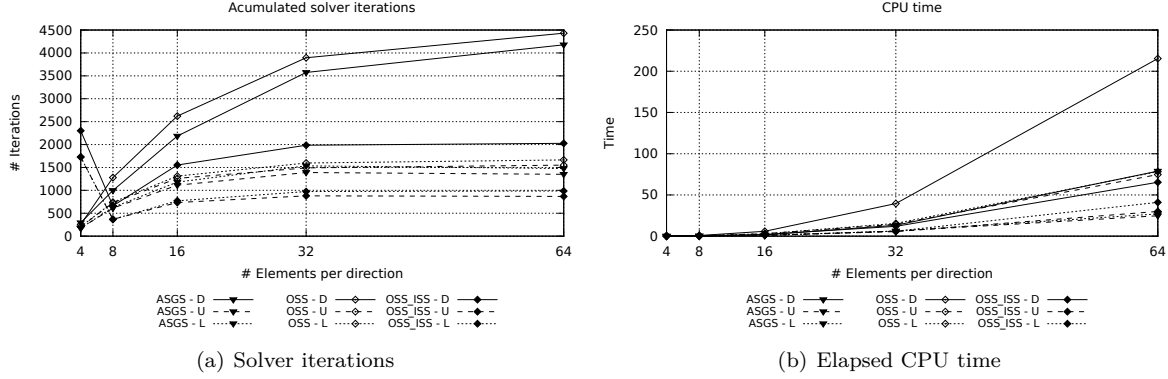 Acumulated solver iterations
# Iterations
4500
4000
3500
3000
2500
2000
1500
1000
500
0
4 8 16 32 64
# Elements per direction
ASGS - D OSS - D OSS_ISS - D
ASGS - U OSS - U OSS_ISS - U
ASGS - L OSS - L OSS_ISS - L
(a) Solver iterations
CPU time
Time
250
200
150
100
50
0
4 8 16 32 64
# Elements per direction
ASGS - D OSS - D OSS_ISS - D
ASGS - U OSS - U OSS_ISS - U
ASGS - L OSS - L OSS_ISS - L
(b) Elapsed CPU time